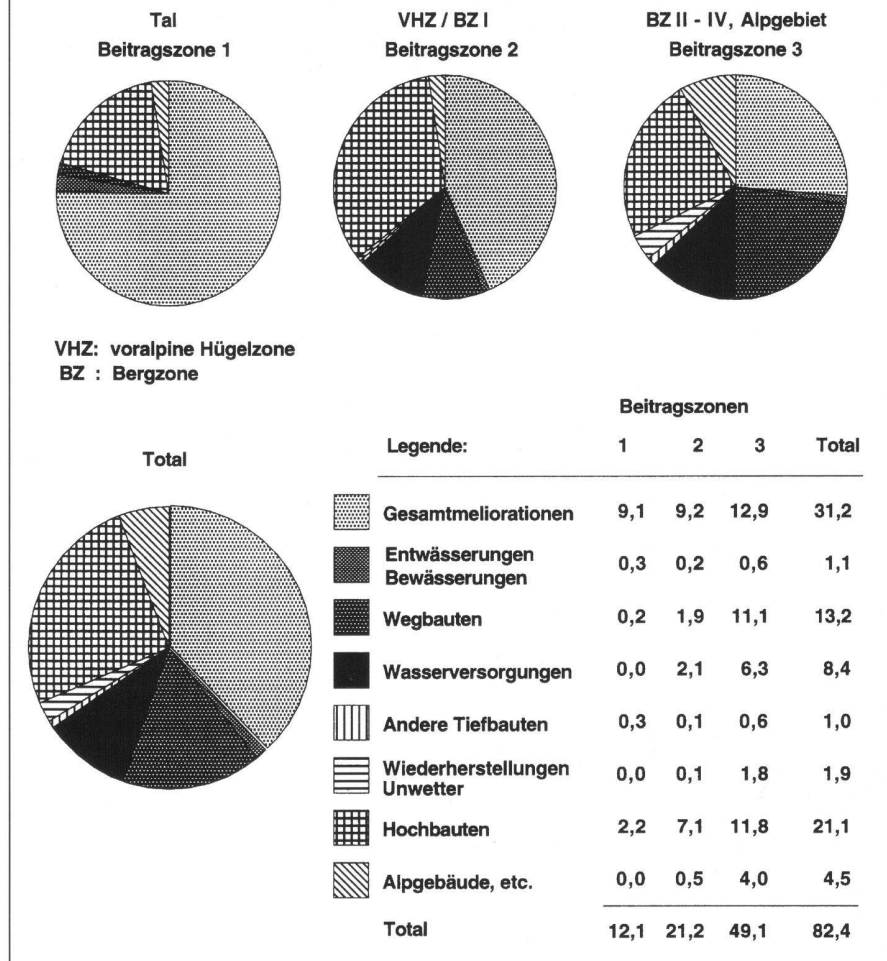 Tal
Beitragszone 1
VHZ / BZ I
Beitragszone 2
BZ II - IV, Alpgebiet
Beitragszone 3
VHZ: voralpine Hügelzone
BZ : Bergzone
Total
Beitragszonen
Legende: 1 2 3 Total
Gesamtmeliorationen 9,1 9,2 12,9 31,2
Entwässerungen
Bewässerungen 0,3 0,2 0,6 1,1
Wegbauten 0,2 1,9 11,1 13,2
Wasserversorgungen 0,0 2,1 6,3 8,4
Andere Tiefbauten 0,3 0,1 0,6 1,0
Wiederherstellungen
Unwetter 0,0 0,1 1,8 1,9
Hochbauten 2,2 7,1 11,8 21,1
Alpgebäude, etc. 0,0 0,5 4,0 4,5
Total 12,1 21,2 49,1 82,4